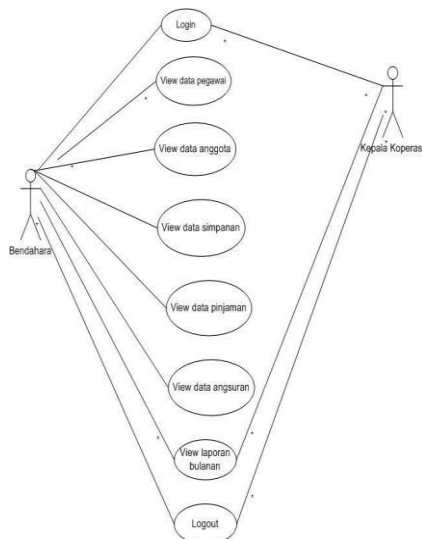 Login
View data pegawai
View data anggota
View data simpanan
View data pinjaman
View data angsuran
View laporan
bulanan
Logout
Bendahara
Kepala Koperas